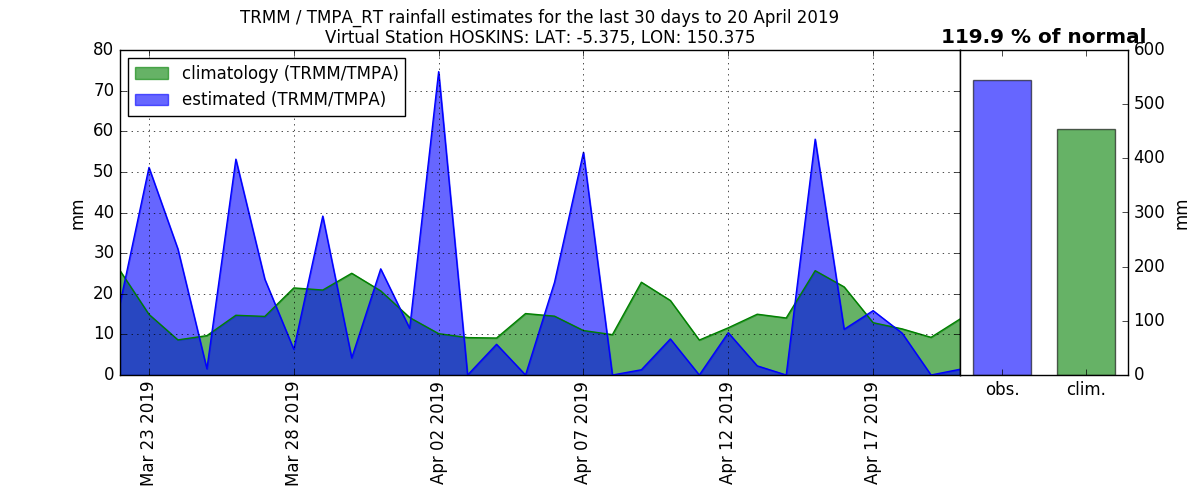 TRMM / TMPA_RT rainfall estimates for the last 30 days to 20 April 2019
Virtual Station HOSKINS: LAT: -5.375, LON: 150.375
119.9 % of normal
climatology (TRMM/TMPA)
estimated (TRMM/TMPA)
80
70
60
50
40
30
20
10
0
mm
Mar 23 2019
Mar 28 2019
Apr 02 2019
Apr 07 2019
Apr 12 2019
Apr 17 2019
obs.
clim.
600
500
400
300
200
100
0
mm